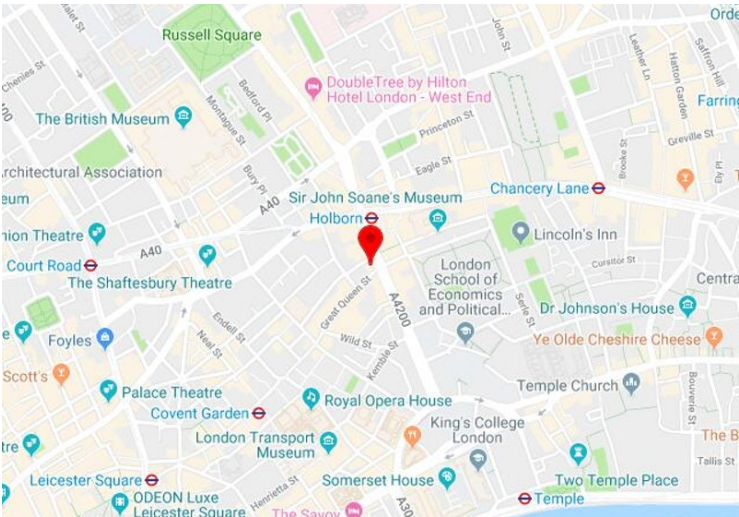 Russell Square
Orde
John St
Leather Ln
Hatton Garden
Saffron Hill
Chenies St
DoubleTree by Hilton
Hotel London - West End
Bedford Pl
Montague St
The British Museum
Princeton St
Farring
Greville St
Eagle St
Brooke St
Ely Pl
rchitectural Association
Bury Pl
Chancery Lane
Sir John Soane's Museum
A40
Holborn
eum
nion Theatre
A40
Lincoln's Inn
Court Road
The Shaftesbury Theatre
London
School of
Economics
and Political...
Cursitor St
Centra
Great Queen St
A4200
Serle St
Dr Johnson's House
Foyles
Endell St
Neal St
Wild St
Kemble St
Ye Olde Cheshire Cheese
Scott's
Palace Theatre
Temple Church
Bouverie St
Royal Opera House
Covent Garden
King's College
London
London Transport
Museum
The B
Tallis St
Leicester Square
Somerset House
Two Temple Place
Henrietta St
ODEON Luxe
Leicester Square
The Savoy
A30
Temple